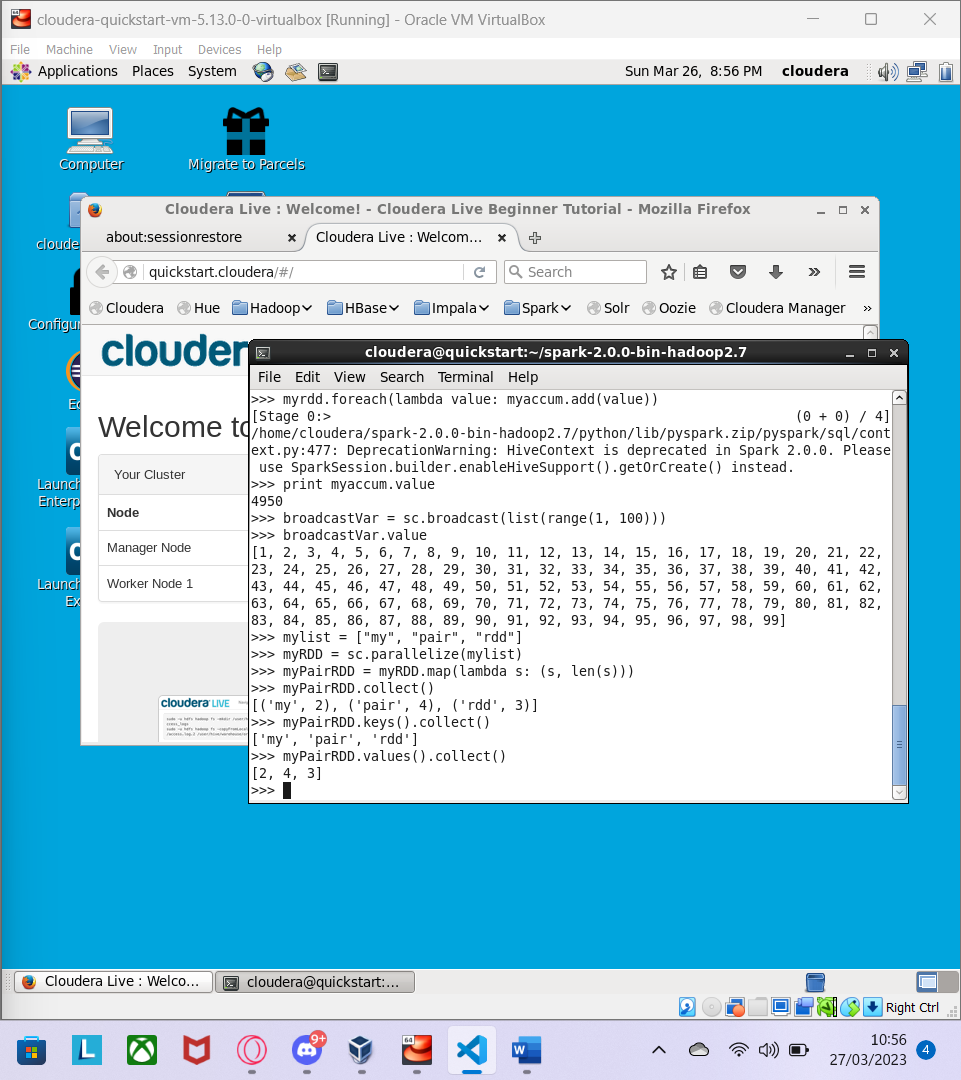 cloudera-quickstart-vm-5.13.0-0-virtualbox [Running] - Oracle VM VirtualBox
File Machine View Input Devices Help
Applications Places System Sun Mar 26, 8:56 PM cloudera
Computer
Migrate to Parcels
Cloudera Live : Welcome! - Cloudera Live Beginner Tutorial - Mozilla Firefox
about:sessionrestore Cloudera Live : Welcom...
quickstart.cloudera/#/ Search
Cloudera Hue Hadoop HBase Impala Spark Solr Oozie Cloudera Manager »
Welcome
Your Cluster
Node
Manager Node
Worker Node 1
cloudera LIVE
cloudera@quickstart:~/spark-2.0.0-bin-hadoop2.7
File Edit View Search Terminal Help
>>> myrdd.foreach(lambda value: myaccum.add(value))
[Stage 0:> (0 + 0) / 4]
/home/cloudera/spark-2.0.0-bin-hadoop2.7/python/lib/pyspark.zip/pyspark/sql/cont
ext.py:477: DeprecationWarning: HiveContext is deprecated in Spark 2.0.0. Please
use SparkSession.builder.enableHiveSupport().getOrCreate() instead.
>>> print myaccum.value
4950
>>> broadcastVar = sc.broadcast(list(range(1, 100)))
>>> broadcastVar.value
[1, 2, 3, 4, 5, 6, 7, 8, 9, 10, 11, 12, 13, 14, 15, 16, 17, 18, 19, 20, 21, 22,
23, 24, 25, 26, 27, 28, 29, 30, 31, 32, 33, 34, 35, 36, 37, 38, 39, 40, 41, 42,
43, 44, 45, 46, 47, 48, 49, 50, 51, 52, 53, 54, 55, 56, 57, 58, 59, 60, 61, 62,
63, 64, 65, 66, 67, 68, 69, 70, 71, 72, 73, 74, 75, 76, 77, 78, 79, 80, 81, 82,
83, 84, 85, 86, 87, 88, 89, 90, 91, 92, 93, 94, 95, 96, 97, 98, 99]
>>> mylist = ["my", "pair", "rdd"]
>>> myRDD = sc.parallelize(mylist)
>>> myPairRDD = myRDD.map(lambda s: (s, len(s)))
>>> myPairRDD.collect()
[('my', 2), ('pair', 4), ('rdd', 3)]
>>> myPairRDD.keys().collect()
['my', 'pair', 'rdd']
>>> myPairRDD.values().collect()
[2, 4, 3]
>>>
Cloudera Live : Welco... cloudera@quickstart:...
Right Ctrl
9+
10:56
27/03/2023
4